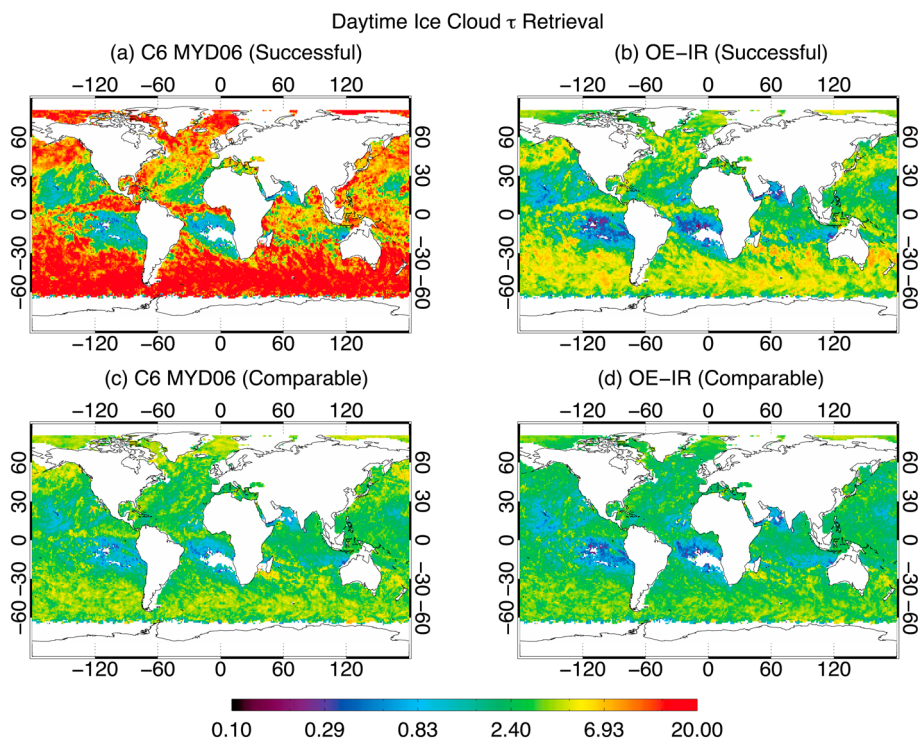 Daytime Ice Cloud τ Retrieval
(a) C6 MYD06 (Successful)
(b) OE−IR (Successful)
−120 −60 0 60 120
−120 −60 0 60 120
60 30 0 −30 −60
60 30 0 −30 −60
60 30 0 −30 −60
60 30 0 −30 −60
−120 −60 0 60 120
−120 −60 0 60 120
(c) C6 MYD06 (Comparable)
(d) OE−IR (Comparable)
−120 −60 0 60 120
−120 −60 0 60 120
60 30 0 −30 −60
60 30 0 −30 −60
60 30 0 −30 −60
60 30 0 −30 −60
−120 −60 0 60 120
−120 −60 0 60 120
0.10 0.29 0.83 2.40 6.93 20.00